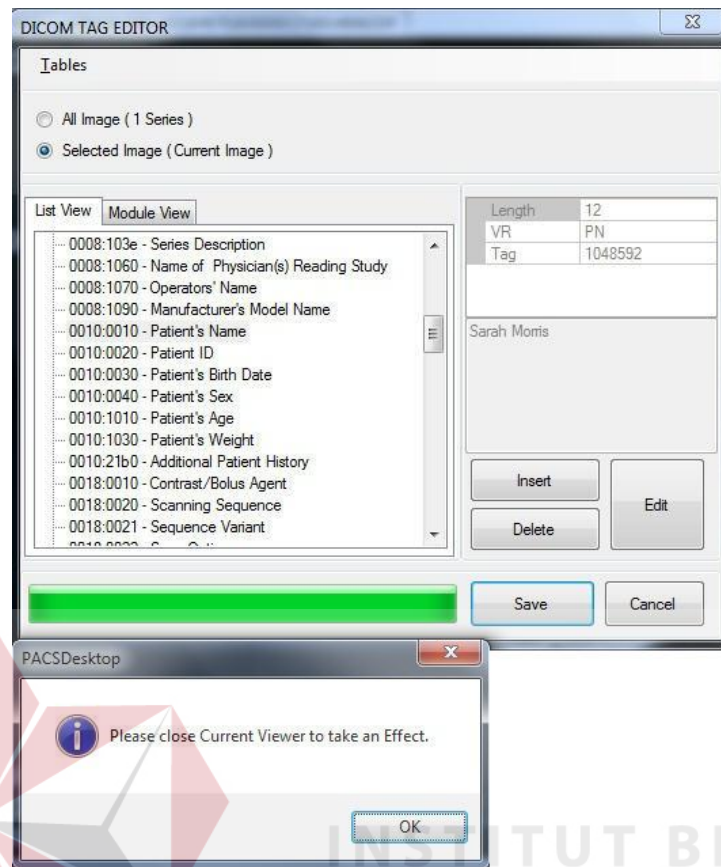 DICOM TAG EDITOR
Tables
All Image ( 1 Series )
Selected Image ( Current Image )
List View Module View
0008:103e - Series Description
0008:1060 - Name of Physician(s) Reading Study
0008:1070 - Operators' Name
0008:1090 - Manufacturer's Model Name
0010:0010 - Patient's Name
0010:0020 - Patient ID
0010:0030 - Patient's Birth Date
0010:0040 - Patient's Sex
0010:1010 - Patient's Age
0010:1030 - Patient's Weight
0010:21b0 - Additional Patient History
0018:0010 - Contrast/Bolus Agent
0018:0020 - Scanning Sequence
0018:0021 - Sequence Variant
Length 12
VR PN
Tag 1048592
Sarah Morris
Insert
Delete
Edit
Save
Cancel
PACSDesktop
Please close Current Viewer to take an Effect.
OK
INSTITUT